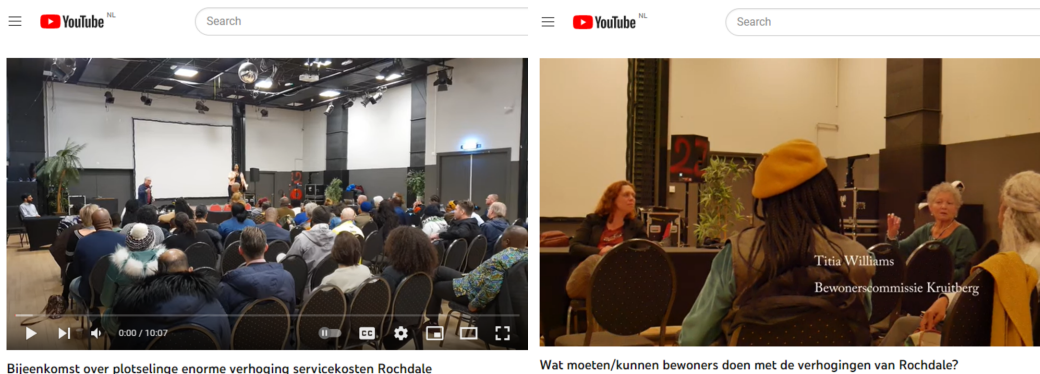 YouTube NL
Search
0:00 / 10:07
CC
Bijeenkomst over plotselinge enorme verhoging servicekosten Rochdale
YouTube NL
Search
Titia Williams
Bewonerscommissie Kruitberg
Wat moeten/kunnen bewoners doen met de verhogingen van Rochdale?